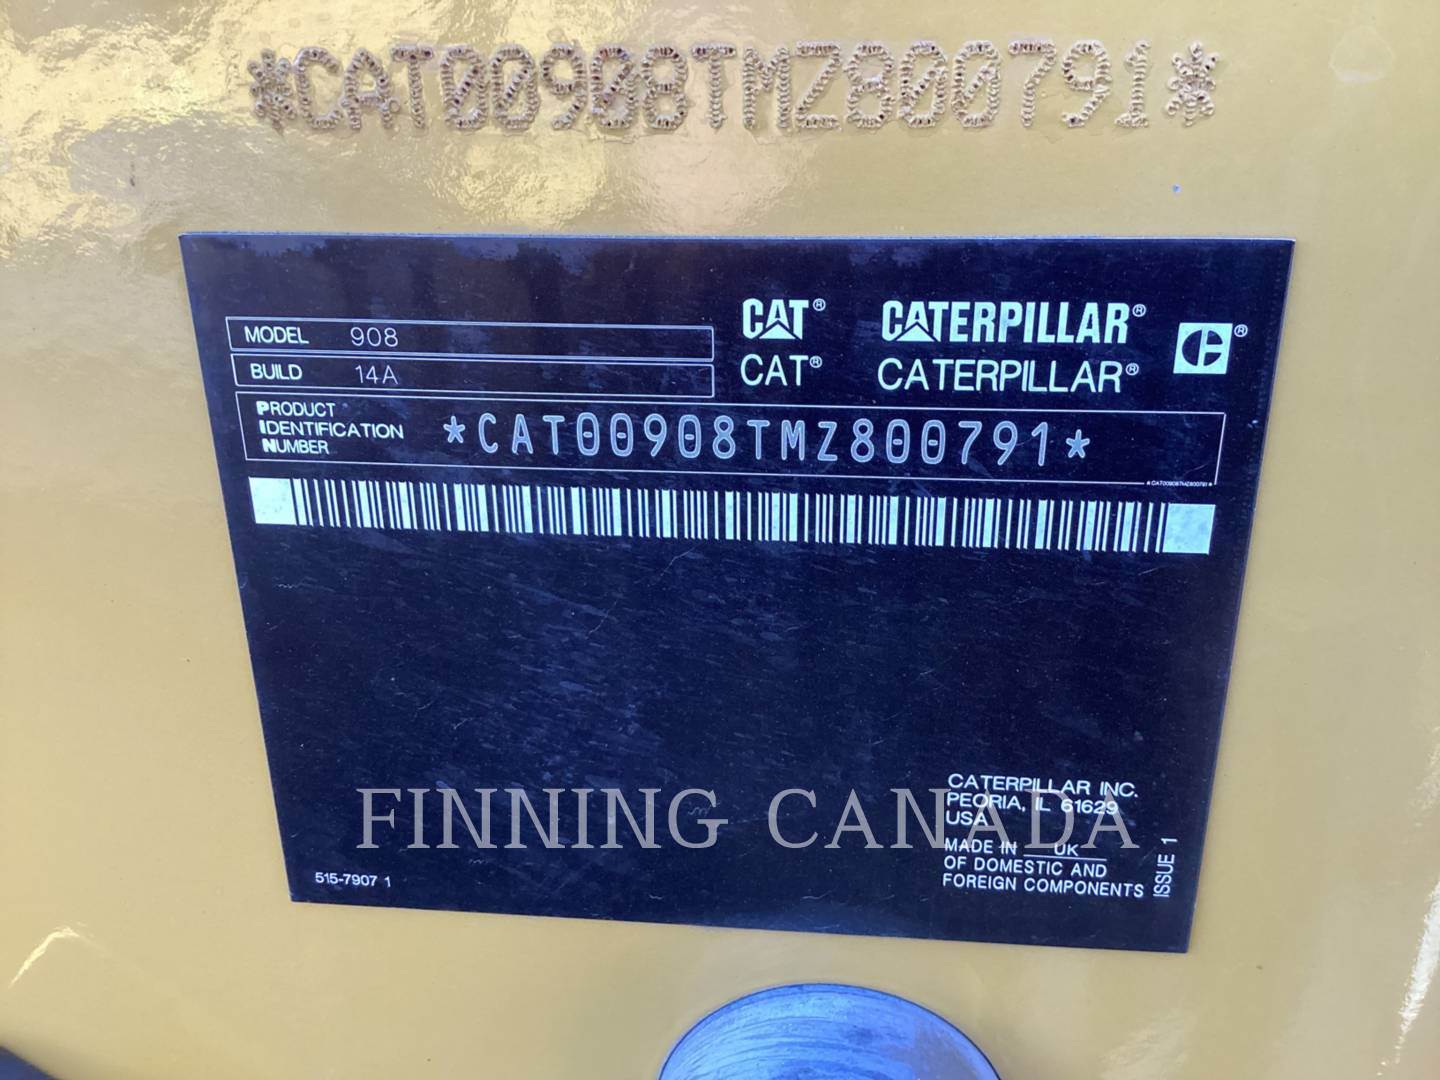 *CAT00908TMZ800791*
CAT® CATERPILLAR®
CAT® CATERPILLAR®
MODEL 908
BUILD 14A
PRODUCT
IDENTIFICATION
NUMBER
*CAT00908TMZ800791*
*CAT00908TMZ800791*
CATERPILLAR INC.
PEORIA, IL 61629
USA
MADE IN UK
OF DOMESTIC AND
FOREIGN COMPONENTS
ISSUE 1
515-7907 1
FINNING CANADA